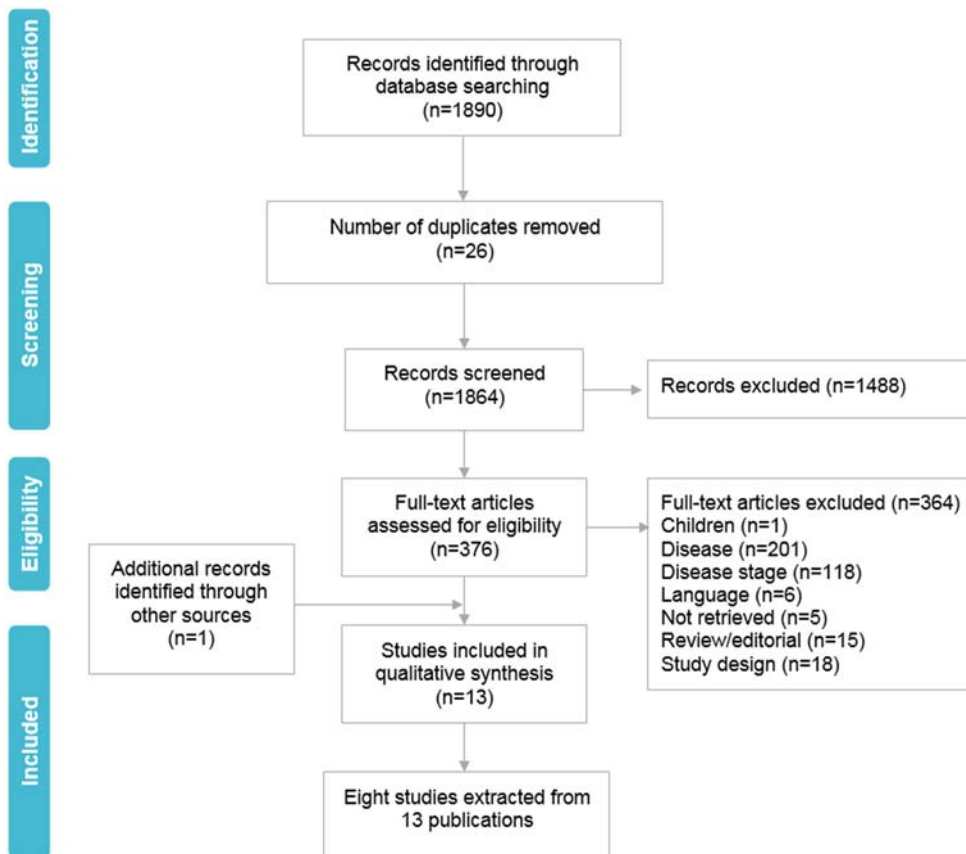 Identification
Records identified through
database searching
(n=1890)
Number of duplicates removed
(n=26)
Screening
Records screened
(n=1864)
Records excluded (n=1488)
Eligibility
Full-text articles
assessed for eligibility
(n=376)
Full-text articles excluded (n=364)
Children (n=1)
Disease (n=201)
Disease stage (n=118)
Language (n=6)
Not retrieved (n=5)
Review/editorial (n=15)
Study design (n=18)
Additional records
identified through
other sources
(n=1)
Included
Studies included in
qualitative synthesis
(n=13)
Eight studies extracted from
13 publications